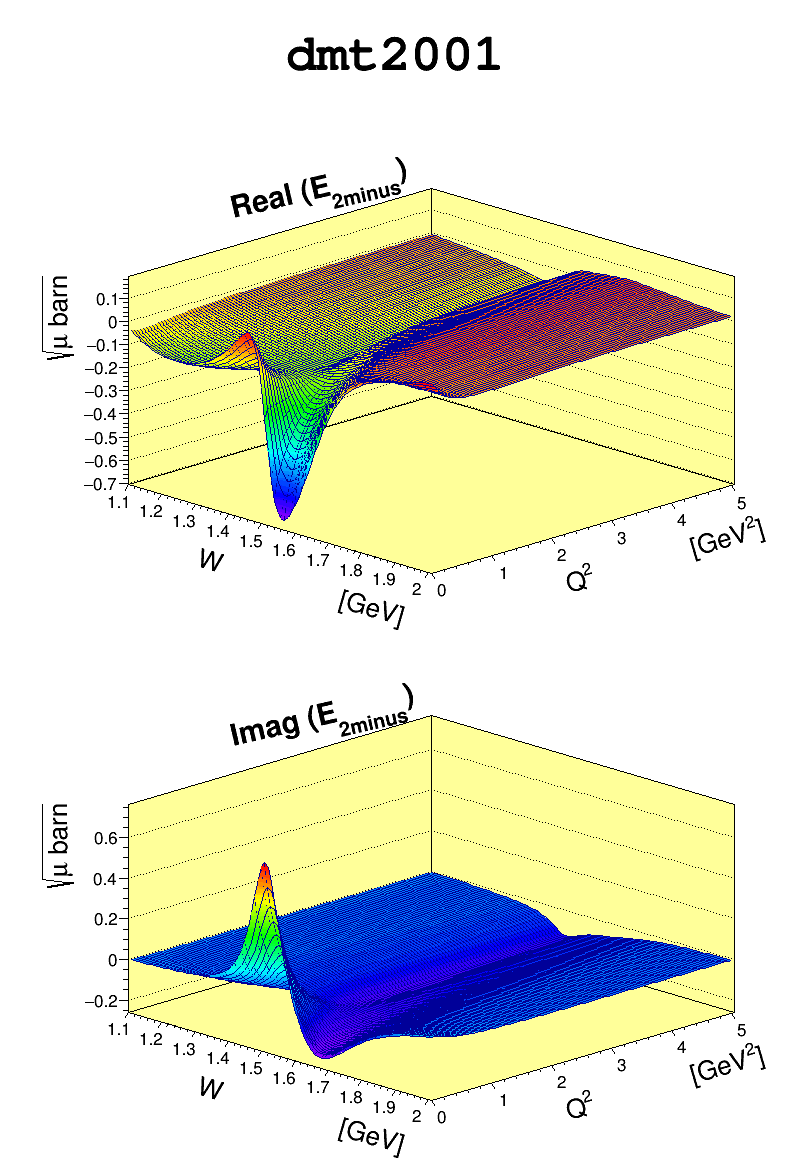 dmt2001
Real (E2minus)
√μ barn
0.1
0
−0.1
−0.2
−0.3
−0.4
−0.5
−0.6
−0.7
1.1 1.2 1.3 1.4 1.5 1.6 1.7 1.8 1.9 2
W [GeV]
0 1 2 3 4 5
Q² [GeV²]
Imag (E2minus)
√μ barn
0.6
0.4
0.2
0
−0.2
1.1 1.2 1.3 1.4 1.5 1.6 1.7 1.8 1.9 2
W [GeV]
0 1 2 3 4 5
Q² [GeV²]